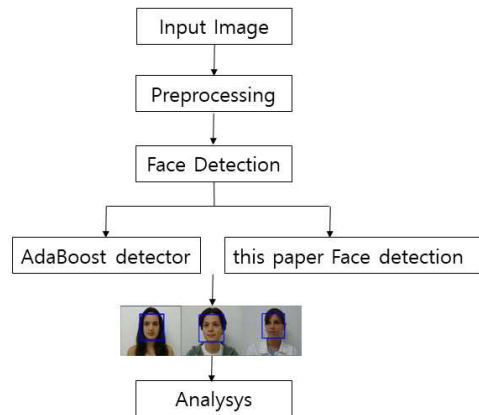 Input Image
Preprocessing
Face Detection
AdaBoost detector
this paper Face detection
Analysys